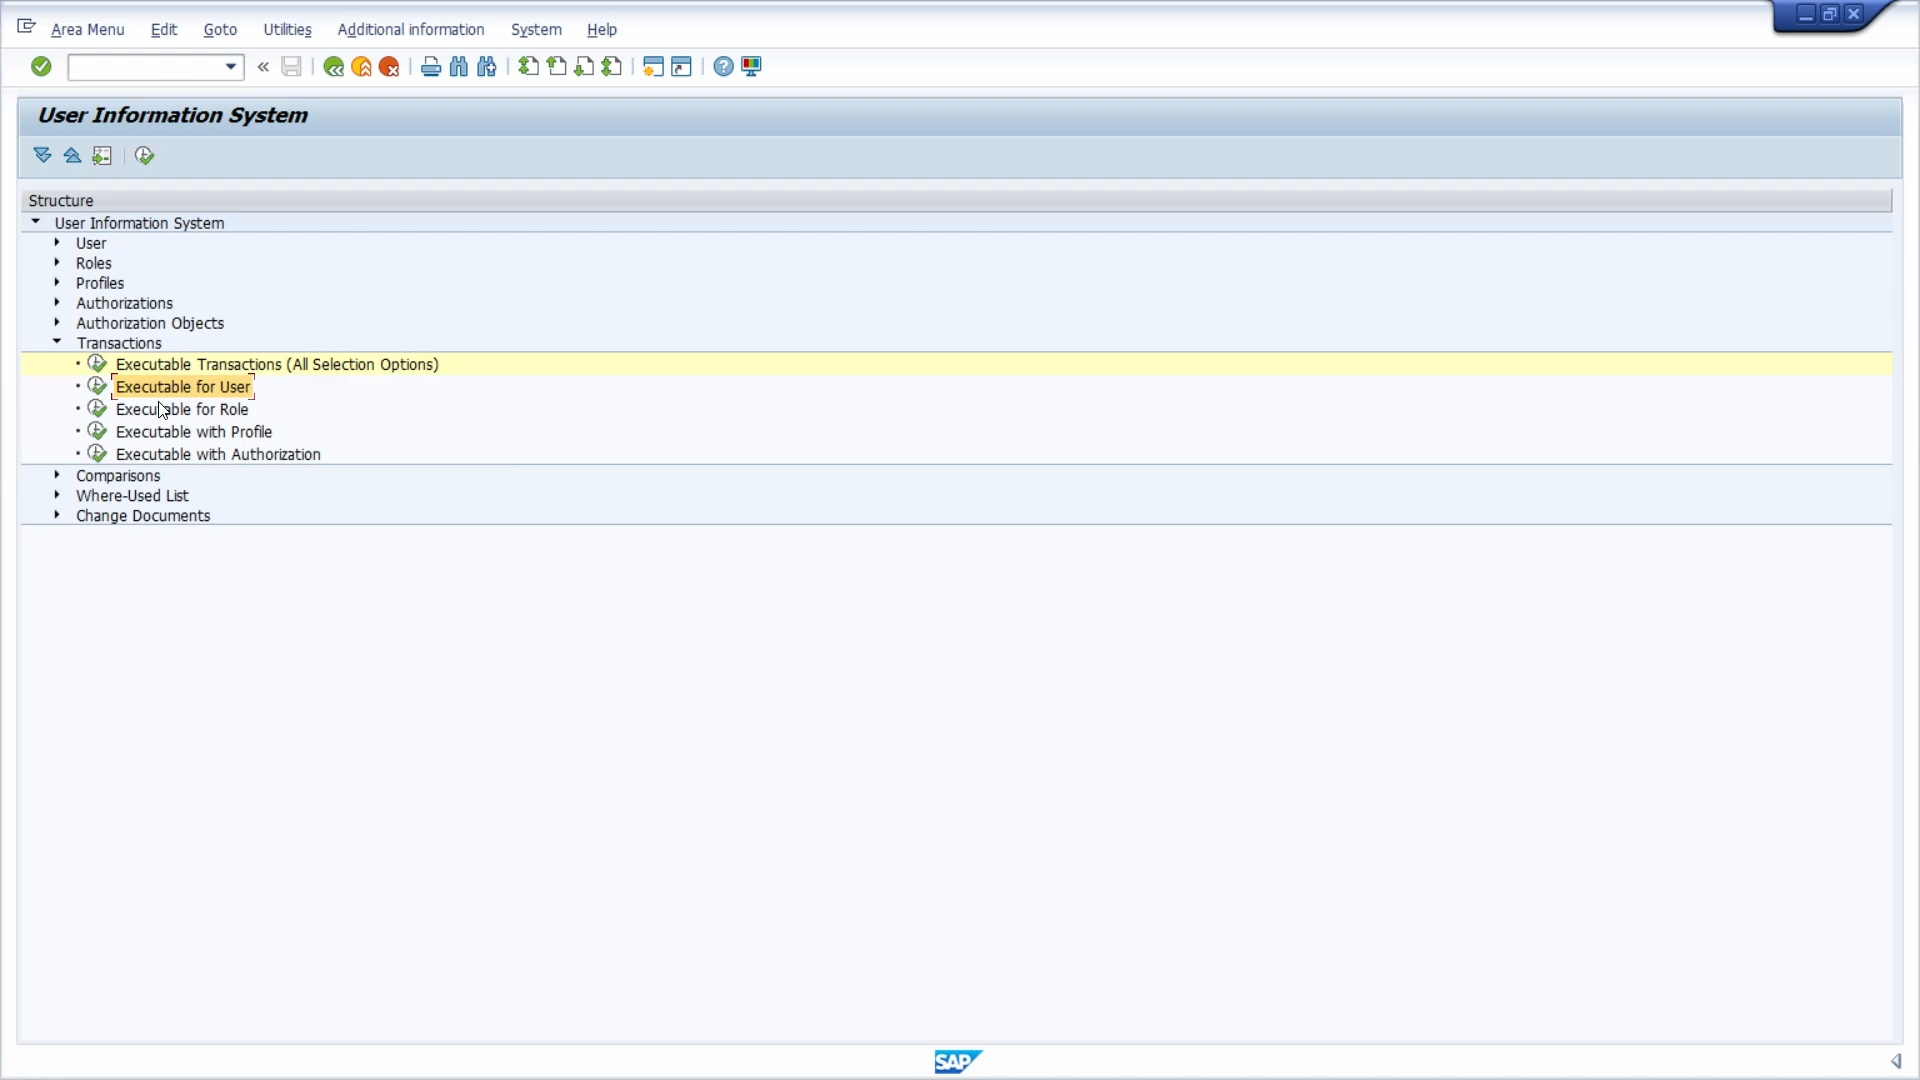 Area Menu Edit Goto Utilities Additional information System Help
User Information System
Structure
User Information System
User
Roles
Profiles
Authorizations
Authorization Objects
Transactions
Executable Transactions (All Selection Options)
Executable for User
Executable for Role
Executable with Profile
Executable with Authorization
Comparisons
Where-Used List
Change Documents
SAP